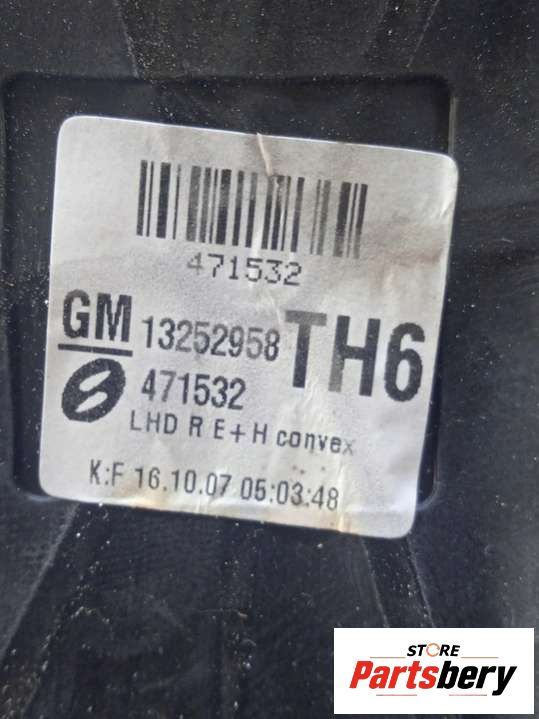 471532
GM 13252958 TH6
471532
LHD R E+H convex
K:F 16.10.07 05:03:48
STORE
Partsbery